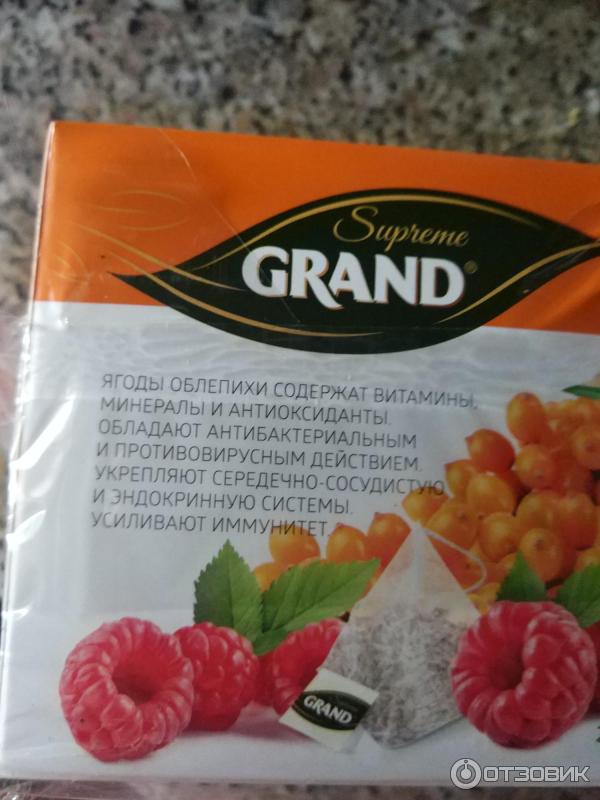 Supreme
GRAND®
ЯГОДЫ ОБЛЕПИХИ СОДЕРЖАТ ВИТАМИНЫ,
МИНЕРАЛЫ И АНТИОКСИДАНТЫ.
ОБЛАДАЮТ АНТИБАКТЕРИАЛЬНЫМ
И ПРОТИВОВИРУСНЫМ ДЕЙСТВИЕМ.
УКРЕПЛЯЮТ СЕРЕДЕЧНО-СОСУДИСТУЮ
И ЭНДОКРИННУЮ СИСТЕМЫ.
УСИЛИВАЮТ ИММУНИТЕТ.
GRAND
ОТЗОВИК